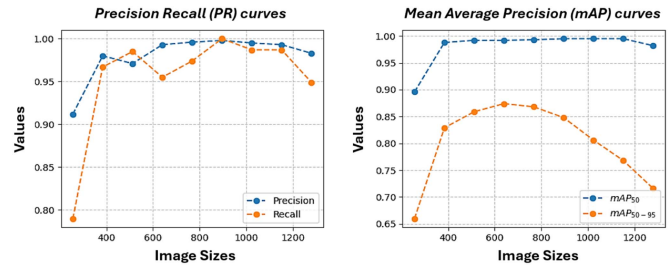 Precision Recall (PR) curves
1.00
0.95
0.90
0.85
0.80
Values
400
600
800
1000
1200
Image Sizes
Precision
Recall
Mean Average Precision (mAP) curves
1.00
0.95
0.90
0.85
0.80
0.75
0.70
0.65
Values
400
600
800
1000
1200
Image Sizes
mAP50
mAP50−95